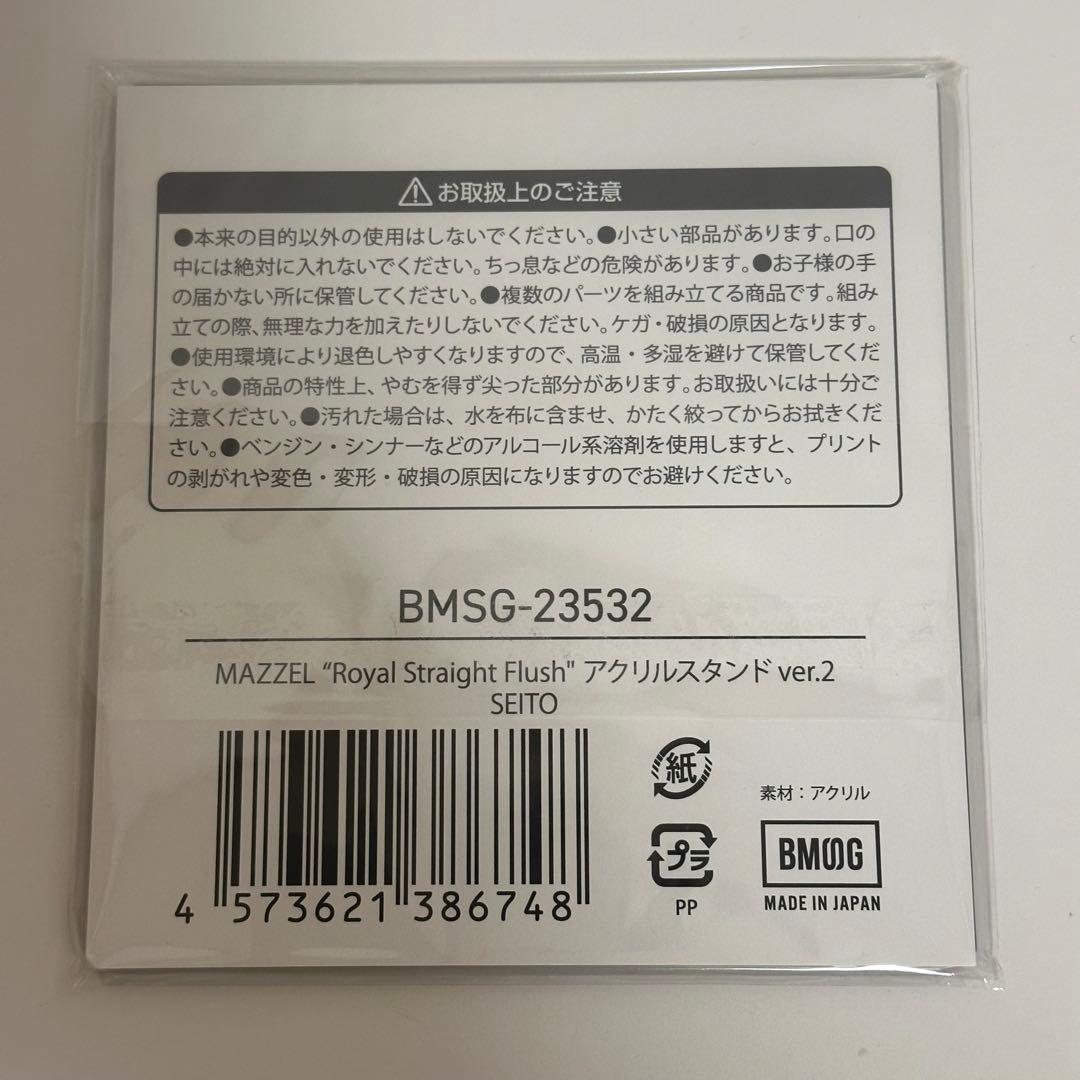 ⚠お取扱上のご注意
●本来の目的以外の使用はしないでください。●小さい部品があります。口の
中には絶対に入れないでください。ちっ息などの危険があります。●お子様の手
の届かない所に保管してください。●複数のパーツを組み立てる商品です。組み
立ての際、無理な力を加えたりしないでください。ケガ・破損の原因となります。
●使用環境により退色しやすくなりますので、高温・多湿を避けて保管してくだ
さい。●商品の特性上、やむを得ず尖った部分があります。お取扱いには十分ご
注意ください。●汚れた場合は、水を布に含ませ、かたく絞ってからお拭きくだ
さい。●ベンジン・シンナーなどのアルコール系溶剤を使用しますと、プリント
の剥がれや変色・変形・破損の原因になりますのでお避けください。
BMSG-23532
MAZZEL “Royal Straight Flush" アクリルスタンド ver.2
SEITO
4 573621 386748
紙
プラ
PP
素材：アクリル
BMSG
MADE IN JAPAN